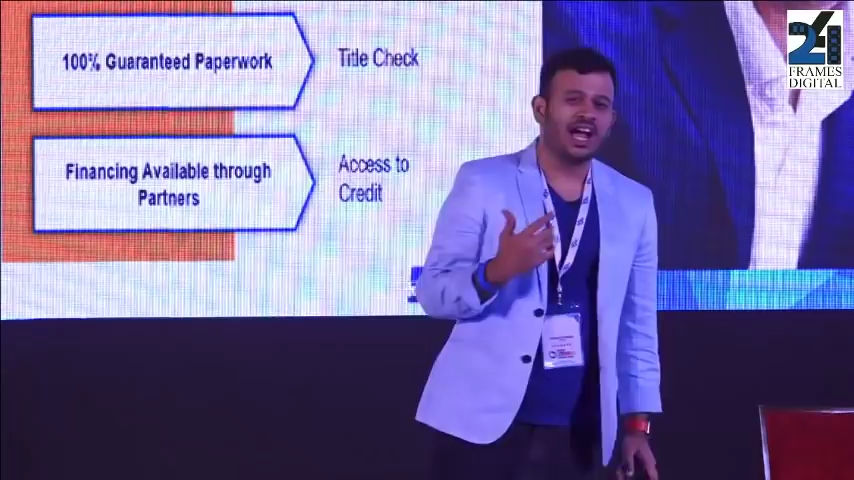 100% Guaranteed Paperwork
Title Check
Financing Available through
Partners
Access to
Credit
24
FRAMES
DIGITAL